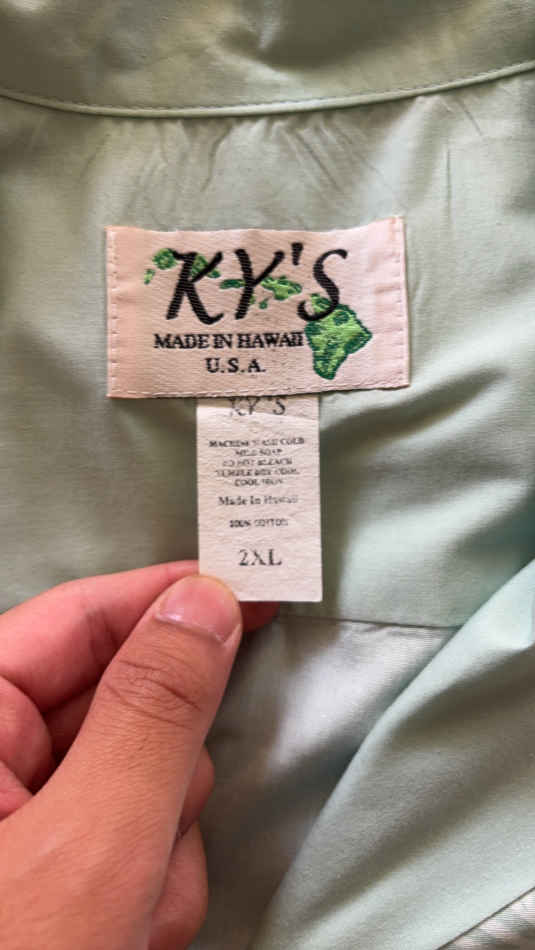 KY'S
MADE IN HAWAII
U.S.A.
KY'S
MACHINE WASH COLD
MILD SOAP
DO NOT BLEACH
TUMBLE DRY COOL
COOL IRON
Made In Hawaii
100% COTTON
2XL